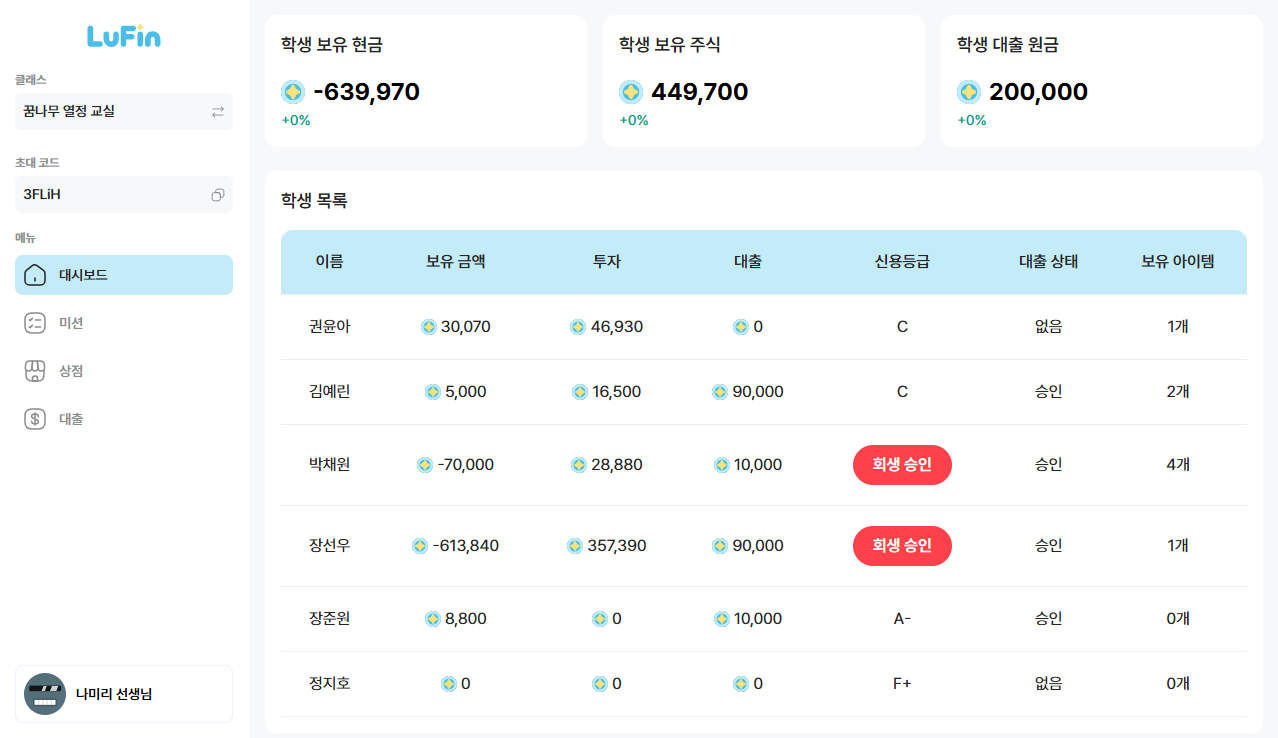 LuFin
클래스
꿈나무 열정 교실
초대 코드
3FLiH
메뉴
대시보드
미션
상점
대출
나미리 선생님
학생 보유 현금
-639,970
+0%
학생 보유 주식
449,700
+0%
학생 대출 원금
200,000
+0%
학생 목록
이름 보유 금액 투자 대출 신용등급 대출 상태 보유 아이템
권윤아 30,070 46,930 0 C 없음 1개
김예린 5,000 16,500 90,000 C 승인 2개
박채원 -70,000 28,880 10,000 회생 승인 승인 4개
장선우 -613,840 357,390 90,000 회생 승인 승인 1개
장준원 8,800 0 10,000 A- 승인 0개
정지호 0 0 0 F+ 없음 0개